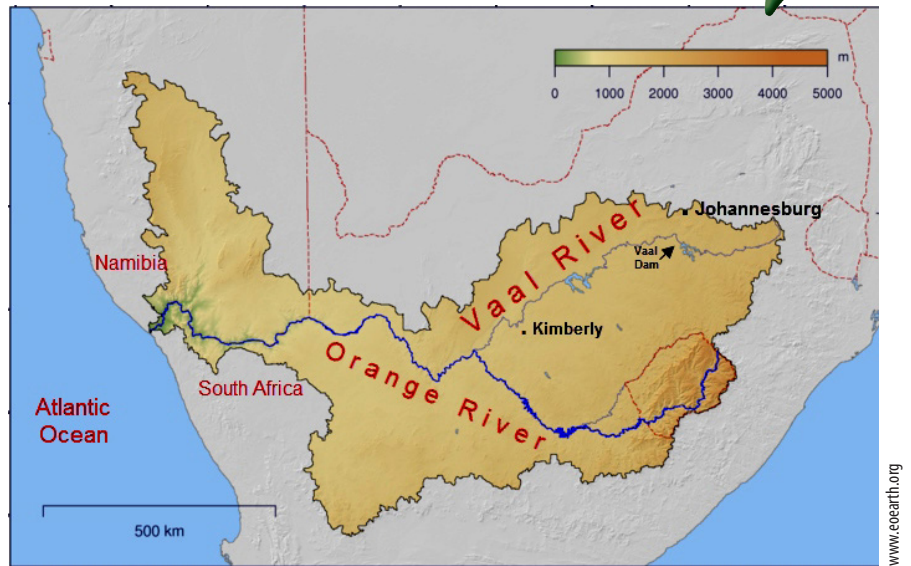 m
0 1000 2000 3000 4000 5000
Johannesburg
Vaal River
Vaal
Dam
Namibia
Kimberly
Orange River
South Africa
Atlantic
Ocean
500 km
www.eoearth.org